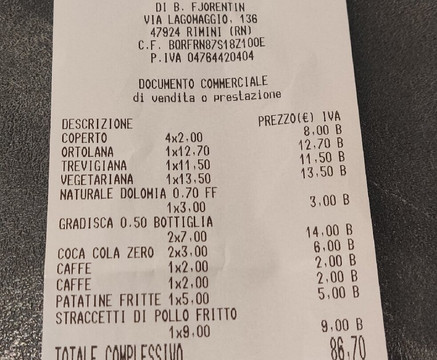 DI B. FJORENTIN
VIA LAGOMAGGIO, 136
47924 RIMINI (RN)
C.F. BORFRN87S18Z100E
P.IVA 04764420404
DOCUMENTO COMMERCIALE
di vendita o prestazione
DESCRIZIONE PREZZO(€) IVA
COPERTO 4x2,00 8,00 B
ORTOLANA 1x12,70 12,70 B
TREVIGIANA 1x11,50 11,50 B
VEGETARIANA 1x13,50 13,50 B
NATURALE DOLOMIA 0.70 FF
1x3,00 3,00 B
GRADISCA 0.50 BOTTIGLIA
2x7,00 14,00 B
COCA COLA ZERO 2x3,00 6,00 B
CAFFE 1x2,00 2,00 B
CAFFE 1x2,00 2,00 B
PATATINE FRITTE 1x5,00 5,00 B
STRACCETTI DI POLLO FRITTO
1x9,00 9,00 B
TOTALE COMPLESSIVO 86,70